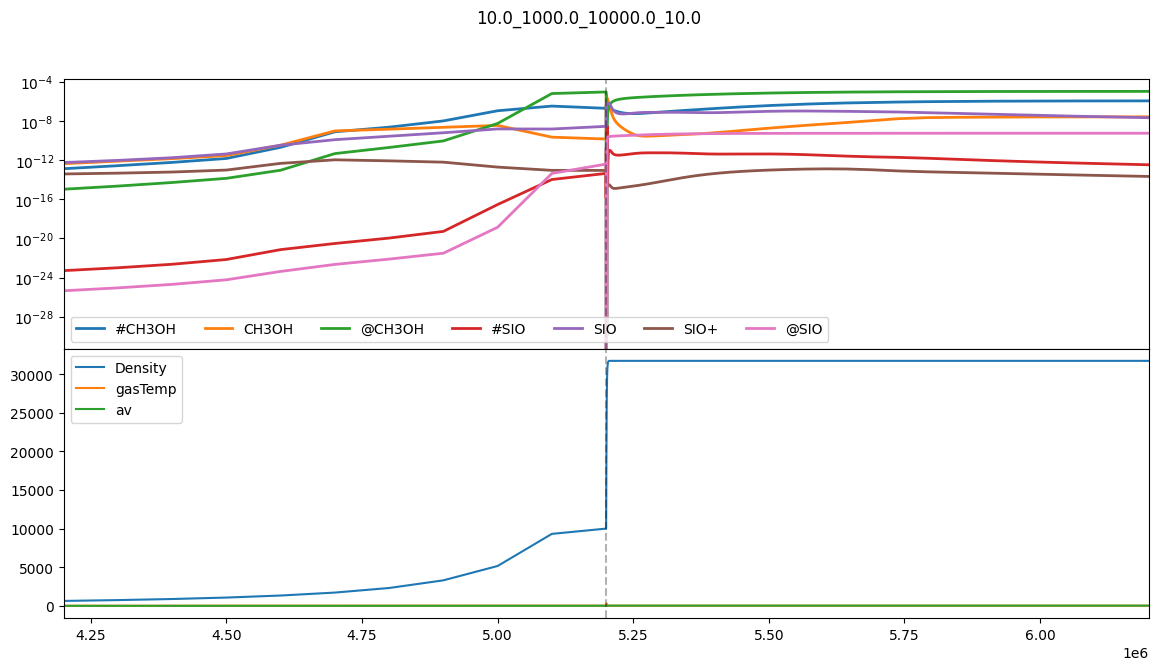 10.0_1000.0_10000.0_10.0
10⁻⁴
10⁻⁸
10⁻¹²
10⁻¹⁶
10⁻²⁰
10⁻²⁴
10⁻²⁸
#CH3OH CH3OH @CH3OH #SIO SIO SIO+ @SIO
30000
25000
20000
15000
10000
5000
0
Density
gasTemp
av
4.25 4.50 4.75 5.00 5.25 5.50 5.75 6.00
1e6